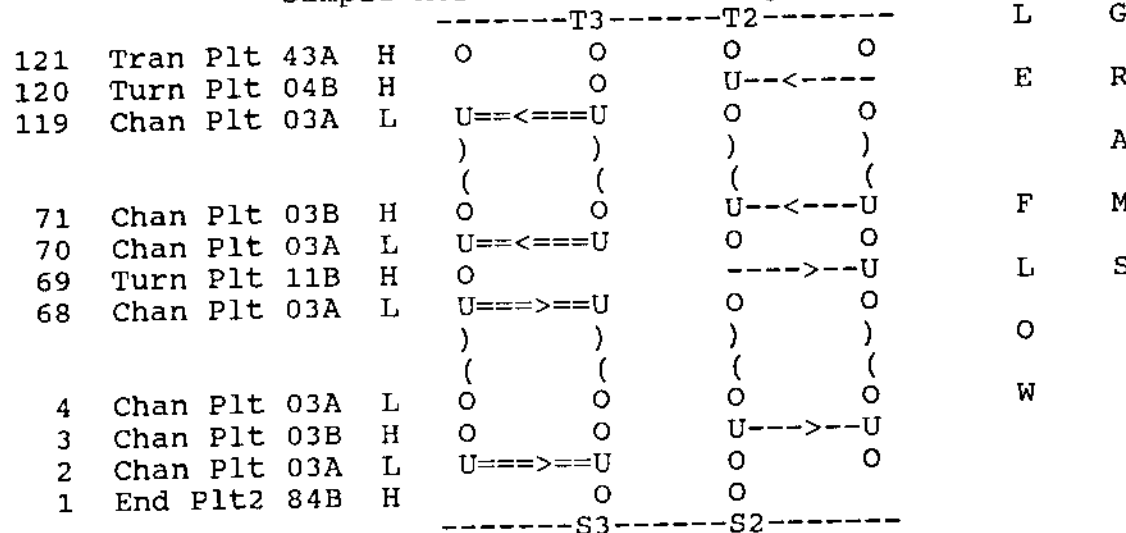 -------T3------T2-------     L     G
121  Tran Plt 43A  H    O       O       O       O
120  Turn Plt 04B  H            O       U--<----     E     R
119  Chan Plt 03A  L    U==<===U       O       O
                        )       )       )       )          A
                        (       (       (       (
71  Chan Plt 03B  H     O       O       U--<---U     F     M
70  Chan Plt 03A  L     U==<===U       O       O
69  Turn Plt 11B  H     O               ---->--U     L     S
68  Chan Plt 03A  L     U===>==U       O       O
                        )       )       )       )    O
                        (       (       (       (
4  Chan Plt 03A  L      O       O       O       O    W
3  Chan Plt 03B  H      O       O       U--->--U
2  Chan Plt 03A  L      U===>==U       O       O
1  End Plt2 84B  H              O       O
-------S3------S2-------